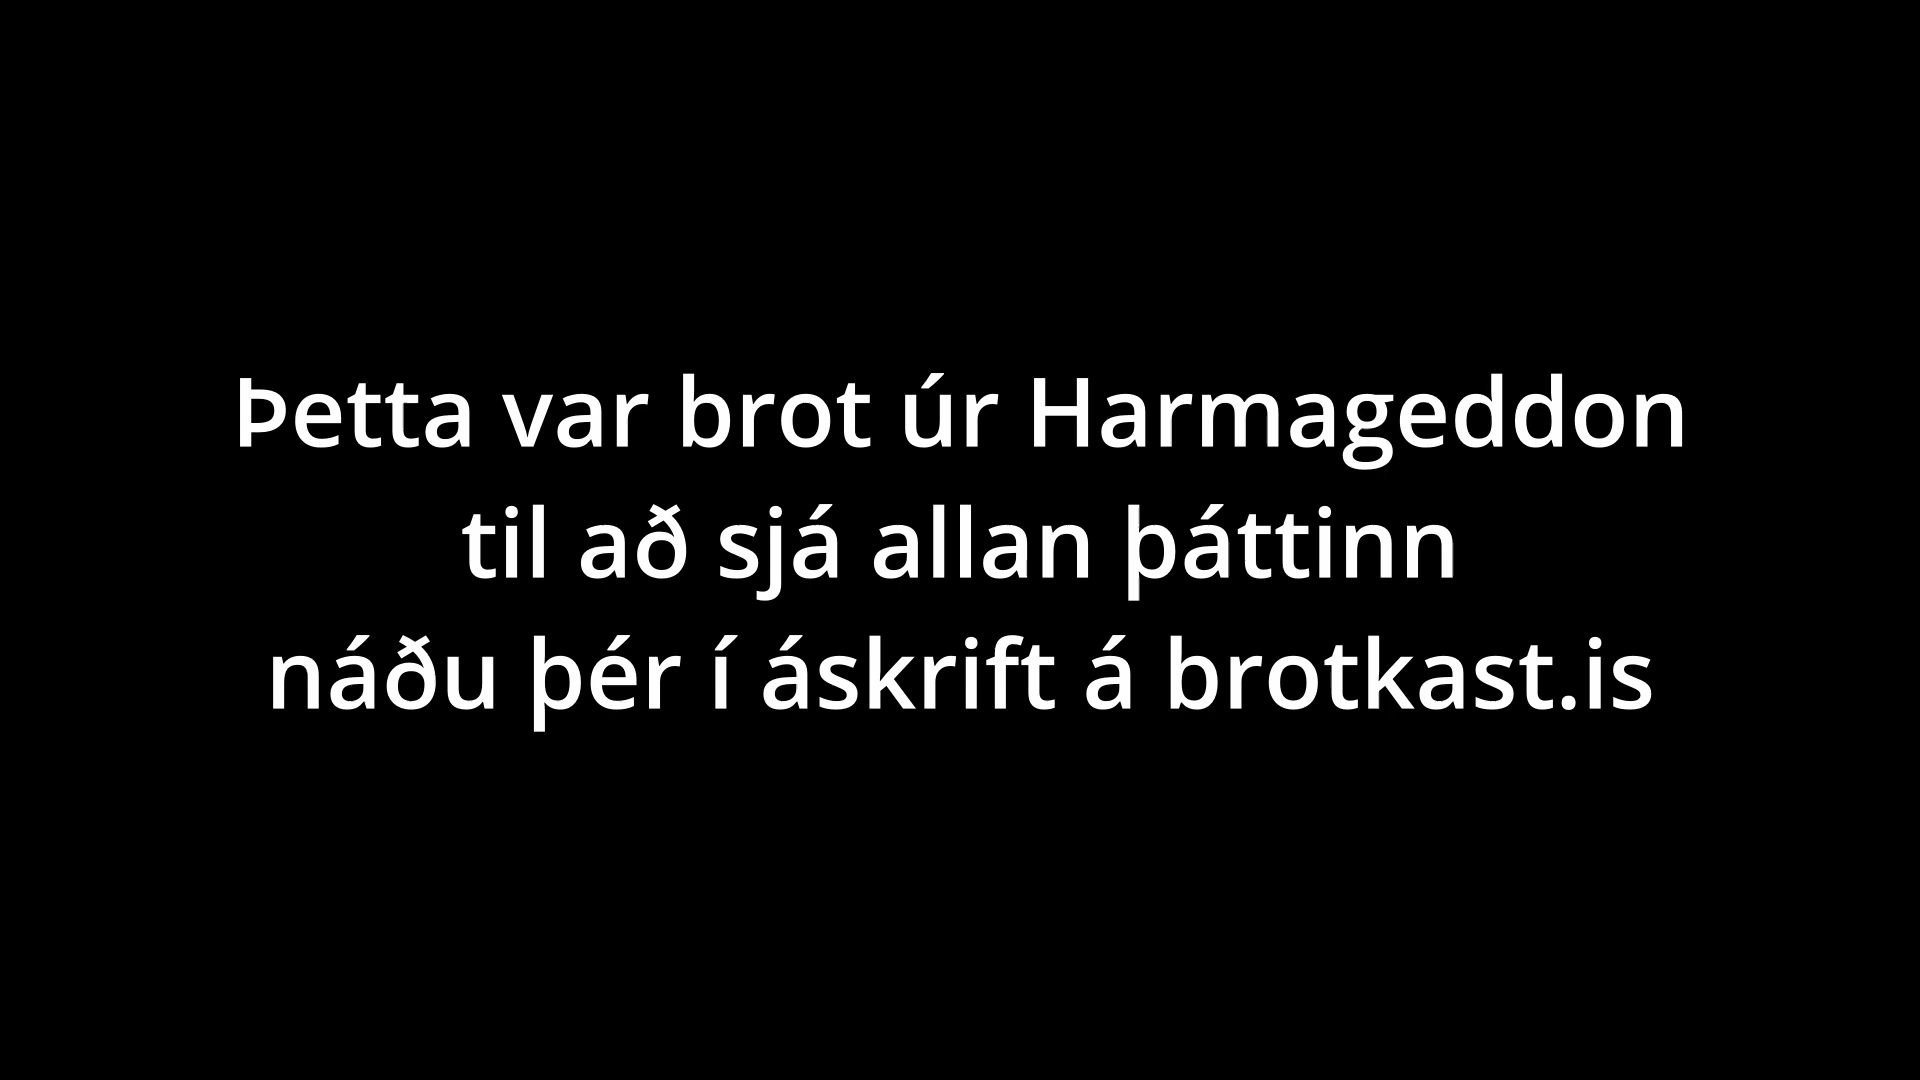 Þetta var brot úr Harmageddon
til að sjá allan þáttinn
náðu þér í áskrift á brotkast.is